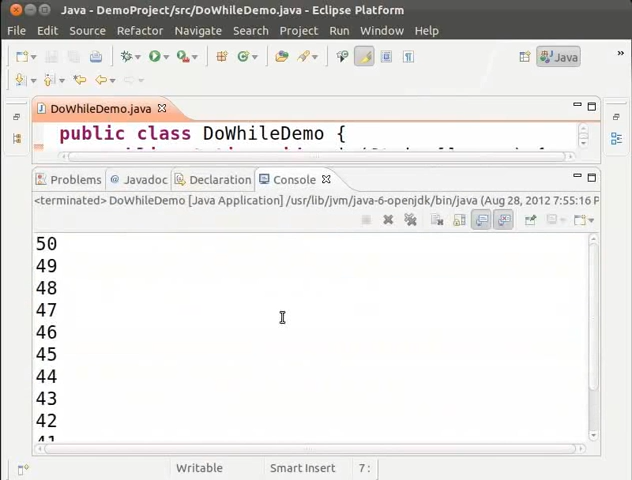 Java - DemoProject/src/DoWhileDemo.java - Eclipse Platform
File Edit Source Refactor Navigate Search Project Run Window Help
Java
DoWhileDemo.java
public class DoWhileDemo {
Problems @ Javadoc Declaration Console
<terminated> DoWhileDemo [Java Application] /usr/lib/jvm/java-6-openjdk/bin/java (Aug 28, 2012 7:55:16 P
50
49
48
47
46
45
44
43
42
41
Writable Smart Insert 7 :